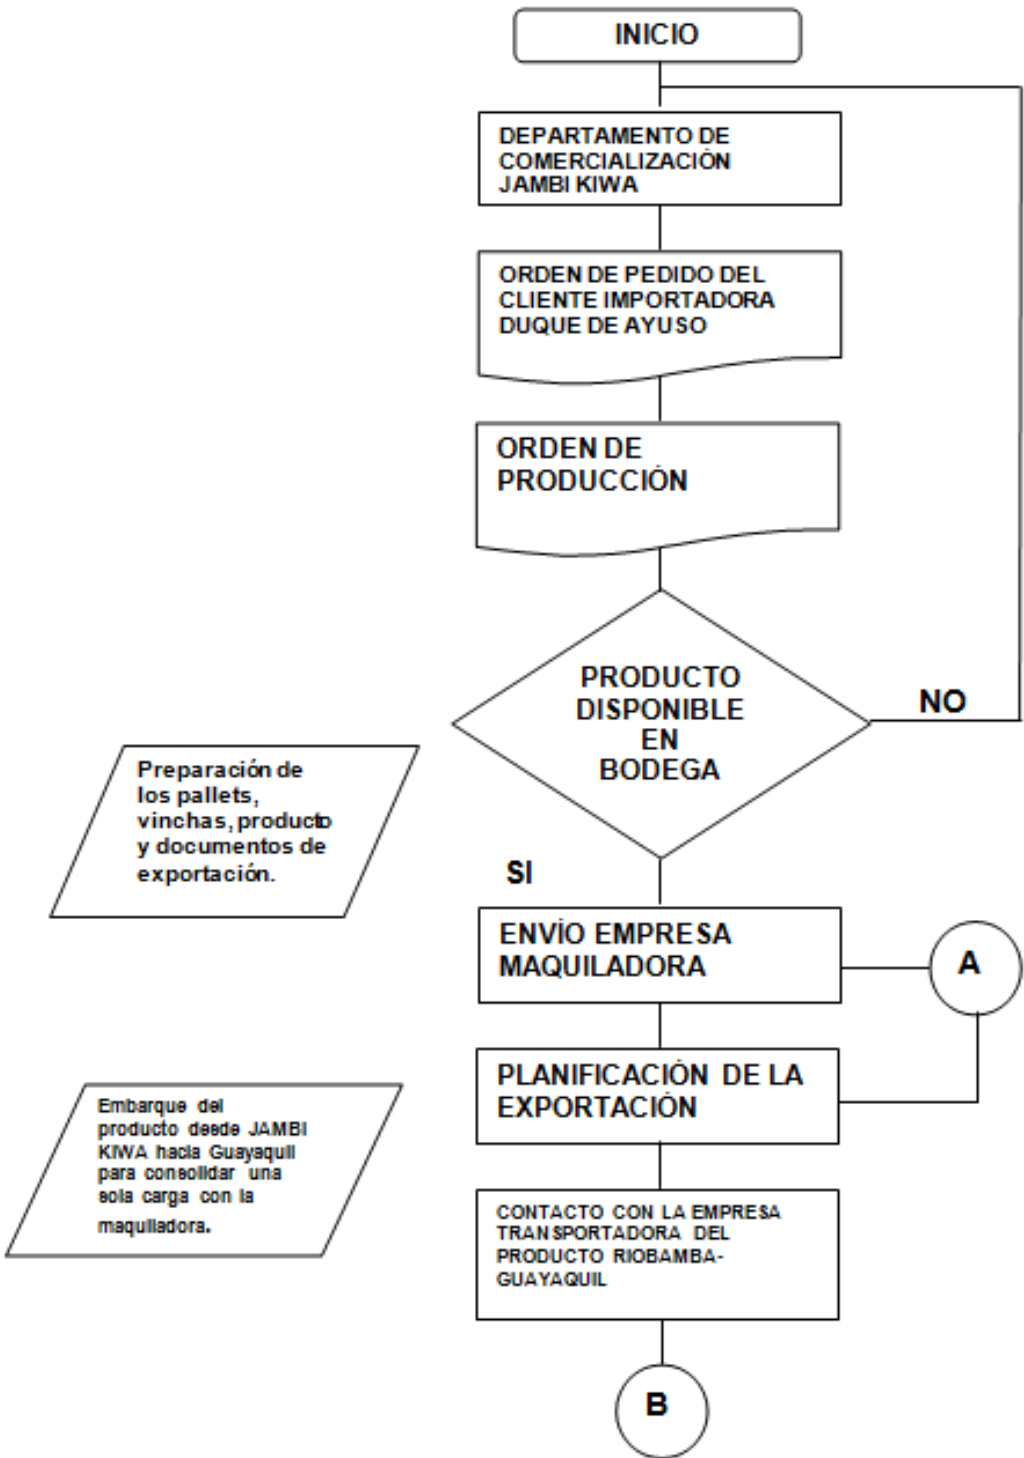 INICIO
DEPARTAMENTO DE
COMERCIALIZACIÓN
JAMBI KIWA
ORDEN DE PEDIDO DEL
CLIENTE IMPORTADORA
DUQUE DE AYUSO
ORDEN DE
PRODUCCIÓN
PRODUCTO
DISPONIBLE
EN
BODEGA
NO
Preparación de
los pallets,
vinchas, producto
y documentos de
exportación.
SI
ENVÍO EMPRESA
MAQUILADORA
A
PLANIFICACIÓN DE LA
EXPORTACIÓN
Embarque del
producto desde JAMBI
KIWA hacia Guayaquil
para consolidar una
sola carga con la
maquiladora.
CONTACTO CON LA EMPRESA
TRANSPORTADORA DEL
PRODUCTO RIOBAMBA-
GUAYAQUIL
B